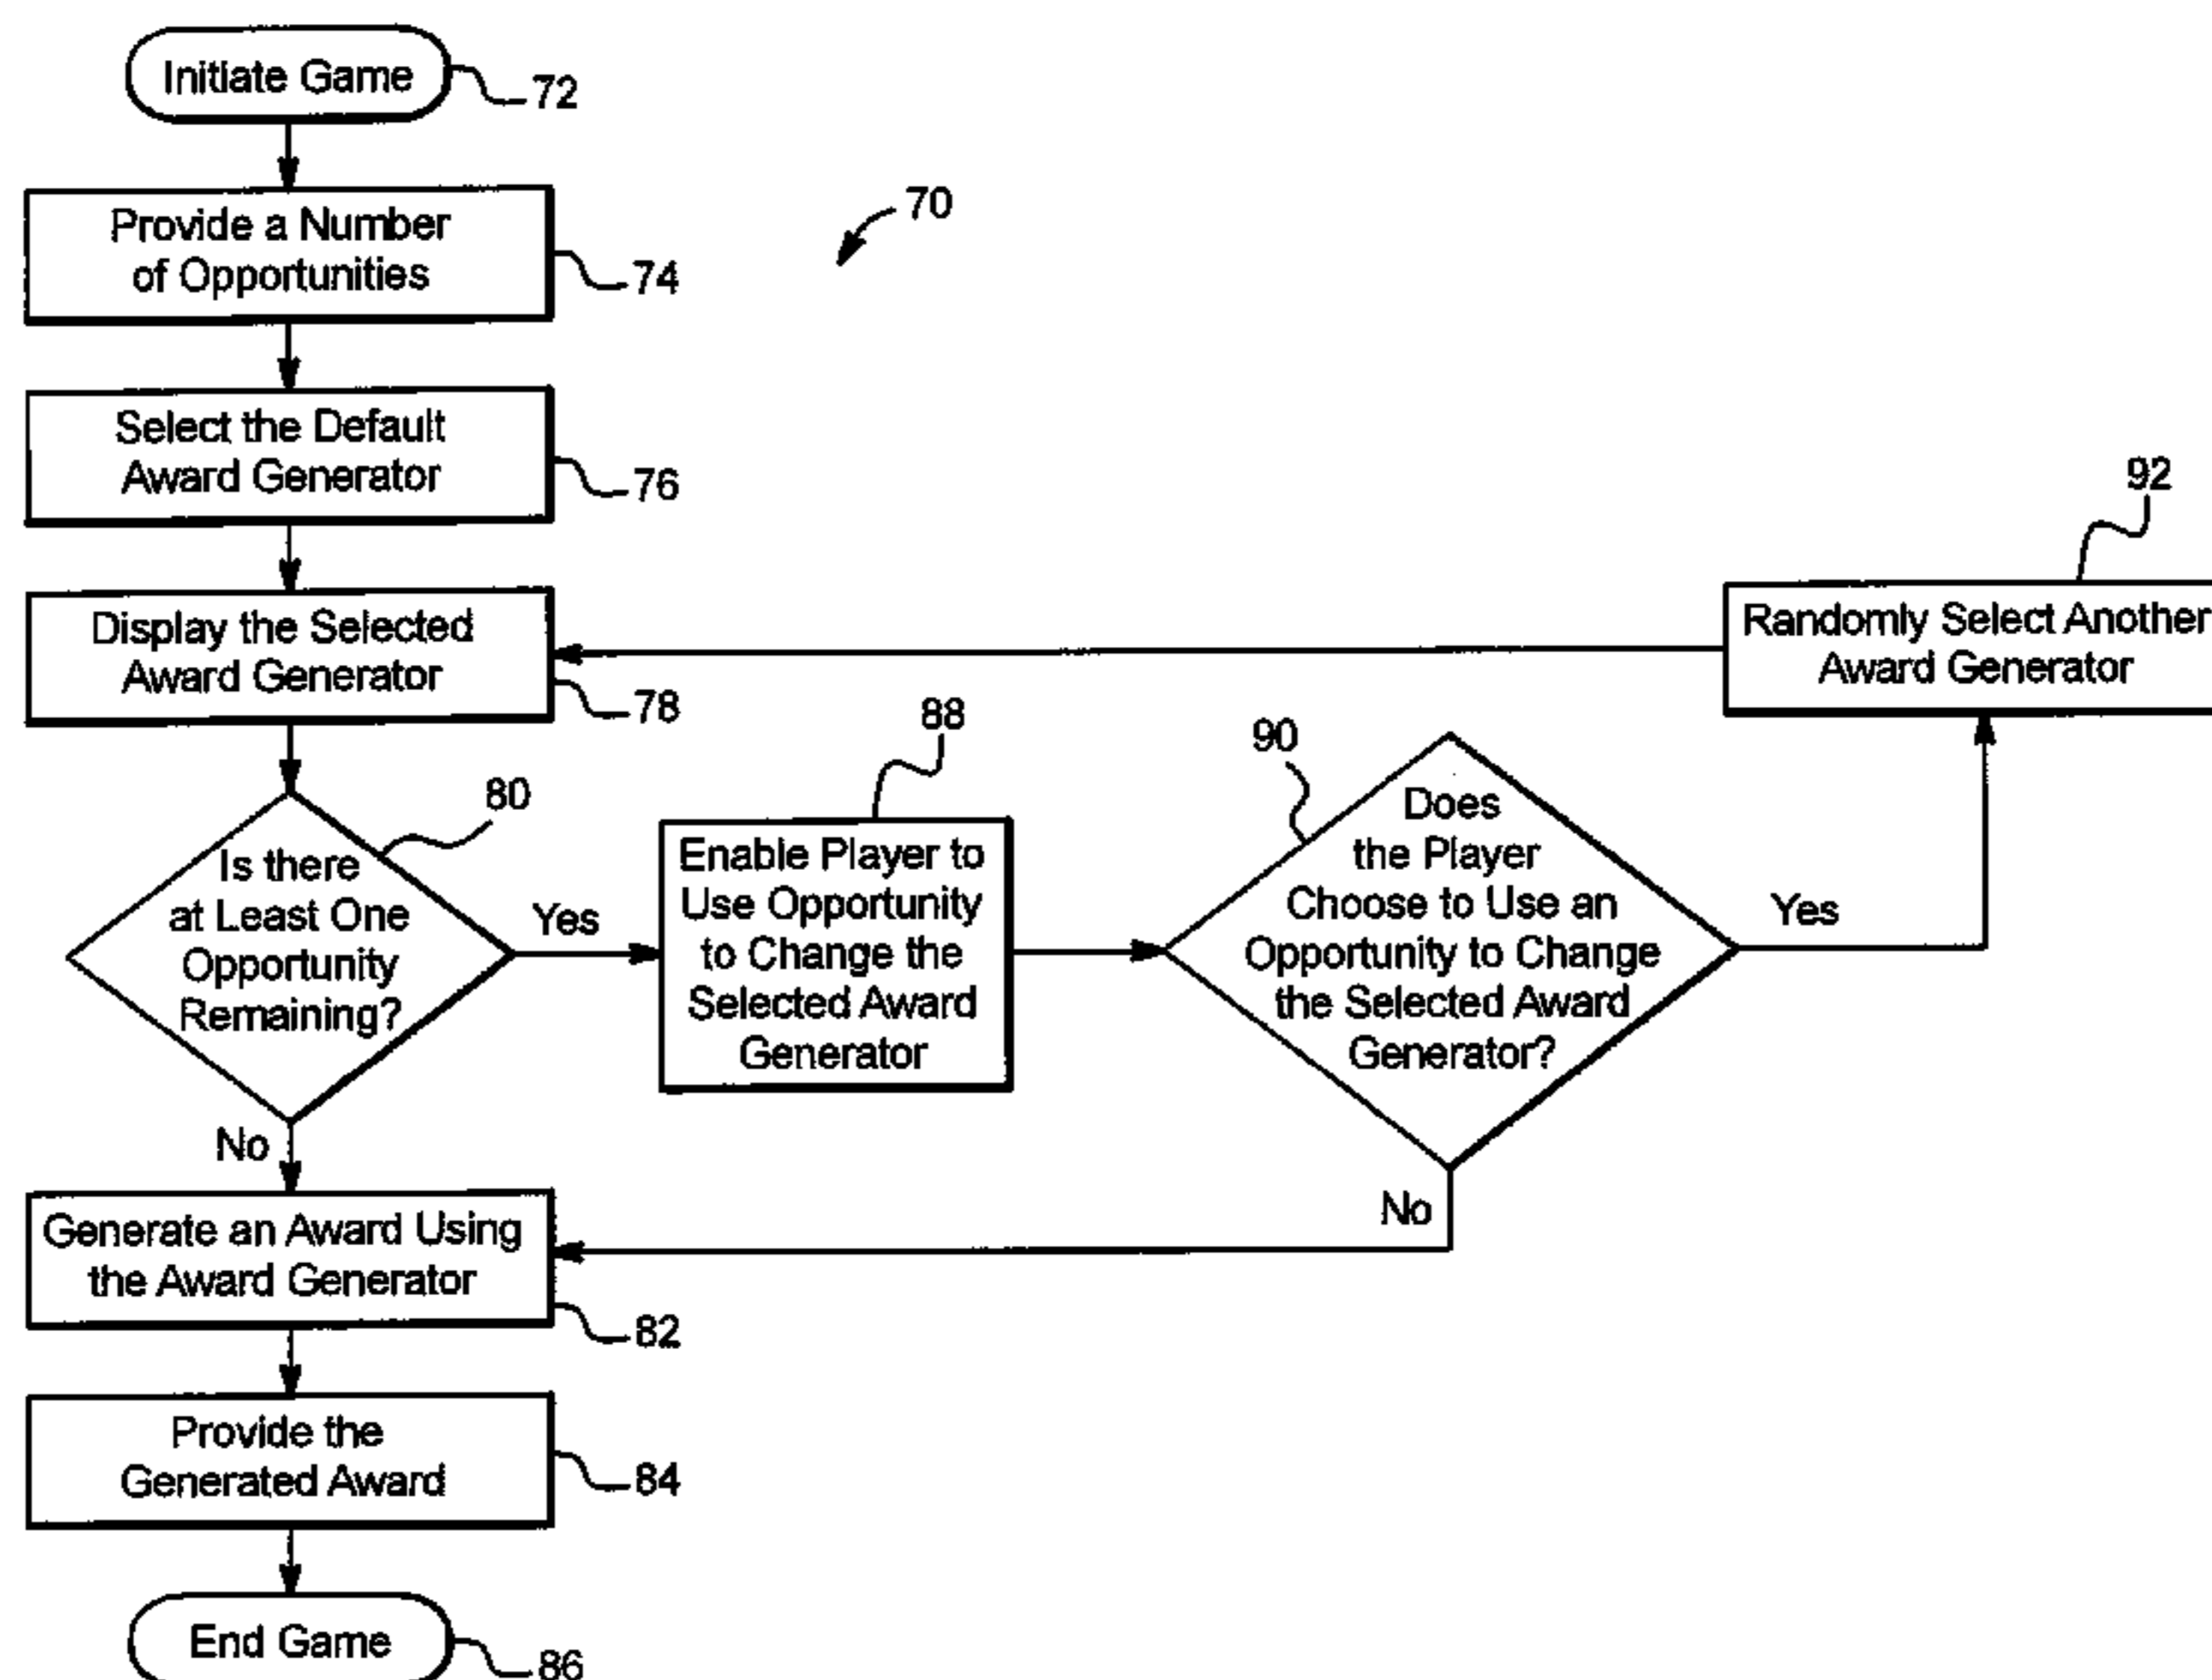 Initiate Game
72
Provide a Number
of Opportunities
74
70
Select the Default
Award Generator
76
Display the Selected
Award Generator
78
Randomly Select Another
Award Generator
92
Is there
at Least One
Opportunity
Remaining?
80
Yes
Enable Player to
Use Opportunity
to Change the
Selected Award
Generator
88
Does
the Player
Choose to Use an
Opportunity to Change
the Selected Award
Generator?
90
Yes
No
No
Generate an Award Using
the Award Generator
82
Provide the
Generated Award
84
End Game
86